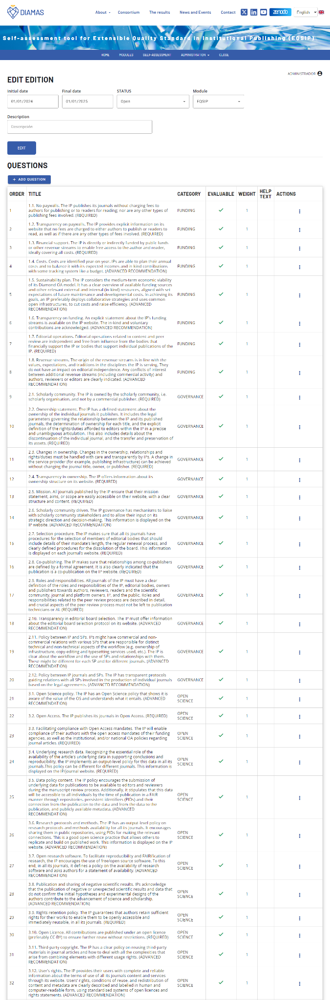 DIAMAS
About
Consortium
The results
News and Events
Contact
zenodo
English
Self-assessment tool for Extensible Quality Standard in Institutional Publishing (EQSIP)
HOME
MODULES
SELF-ASSESSMENT
ADMINISTRATION
CLOSE
ADMINISTRADOR
EDIT EDITION
Initial date
Final date
STATUS
Module
01/01/2024
01/01/2025
Open
EQSIP
Description
Descripción
EDIT
QUESTIONS
+ ADD QUESTION
ORDER TITLE CATEGORY EVALUABLE WEIGHT HELP TEXT ACTIONS
1
1.1. No paywalls. The IP publishes its journals without charging fees to
authors for publishing or to readers for reading; nor are any other types of
publishing fees involved. (REQUIRED)
FUNDING
1
2
1.2. Transparency on paywalls. The IP provides explicit information on its
website that no fees are charged to either authors to publish or readers to
read, as well as if there are any other types of fees involved. (REQUIRED)
FUNDING
1
3
1.3. Financial support. The IP is directly or indirectly funded by public funds
or other revenue streams to enable free access to the author and reader,
ideally covering all costs. (REQUIRED)
FUNDING
1
4
1.4. Costs. Costs are identified year-on-year. IPs are able to plan their annual
costs and to balance it with its expected incomes and in kind contributions
with some tracking system like a budget. (ADVANCED RECOMMENDATION)
FUNDING
1
5
1.5. Sustainability plan. The IP considers the medium-term economic viability
of its Diamond OA model. It has a clear overview of available funding
sources and other relevant external and internal (in kind) resources, aligned with set
expectations of future maintenance and developmental costs. In achieving its
goals, an IP preferably deploys collaborative strategies and uses common
open infrastructures, to cut costs and raise efficiency. (ADVANCED
RECOMMENDATION)
FUNDING
1
6
1.6. Transparency on funding. An explicit statement about the IP's funding
streams is available on the IP website. The in-kind and voluntary
contributions are acknowledged. (ADVANCED RECOMMENDATION)
FUNDING
1
7
1.7. Editorial operations. Editorial operations related to content and peer
review are independent and free from influence from the bodies that
financially support the IP or bodies that support individual publications of the
IP. (REQUIRED)
FUNDING
1
8
1.8. Revenue streams. The origin of the revenue streams is in line with the
values, expectations, and traditions in the disciplines the IP is serving. They
do not have an impact on editorial independence. Any conflicts of interest
between additional revenue streams (including commercial activity) and
authors, reviewers or editors are clearly indicated. (ADVANCED
RECOMMENDATION)
FUNDING
1
9
2.1. Scholarly community. The IP is owned by the scholarly community, i.e.
scholarly organisation, and not by a commercial publisher. (REQUIRED)
GOVERNANCE
1
10
2.2. Ownership statement. The IP has a defined statement about the
ownership of the individual journals it publishes. It includes the legal
parameters governing the relationship between the IP and its published
journals, the determination of ownership for each title, and the explicit
definition of the rights/duties afforded to editors within the IP in a precise
and unambiguous articulation. This also includes details about the
discontinuation of the individual journal, and the transfer and preservation of
its assets. (REQUIRED)
GOVERNANCE
1
11
2.3. Changes in ownership. Changes in the ownership, relationships and
rights/duties must be handled with care and transparently by IPs. A change in
the service provider (for example, publishing infrastructure) can be achieved
without changing the journal title, owner, or publisher. (REQUIRED)
GOVERNANCE
1
12
2.4. Transparency in ownership. The IP offers information about its
ownership structure on its website. (REQUIRED)
GOVERNANCE
1
13
2.5. Mission. All journals published by the IP ensure that their mission
statement, aims, or scope are easily accessible on their website, with a clear
structure and content. (REQUIRED)
GOVERNANCE
1
14
2.6. Scholarly community driven. The IP governance has mechanisms to liaise
with scholarly community stakeholders and to allow their input on its
strategic direction and decision-making. This information is displayed on the
IP website. (ADVANCED RECOMMENDATION)
GOVERNANCE
1
15
2.7. Selection procedure. The IP makes sure that all its journals have
procedures for the selection of members of editorial bodies that should
include details of their mandate's length, the regular renewal process, and
clearly defined procedures for the dissolution of the board. This information
is displayed on each journal's website. (REQUIRED)
GOVERNANCE
1
16
2.8. Co-publishing. The IP makes sure that relationships among co-publishers
are defined by a formal agreement. It is also clearly indicated that the
publication is a co-publication on the IP website. (REQUIRED)
GOVERNANCE
1
17
2.9. Roles and responsibilities. All journals of the IP must have a clear
definition of the roles and responsibilities of the IP, editorial bodies, owners
and publishers towards authors, reviewers, readers and the scientific
community, journal and platform owners. IP, and the public. Roles and
responsibilities related to the peer review process are described in detail,
and crucial aspects of the peer review process must not be left to publication
technicians or AI. (REQUIRED)
GOVERNANCE
1
18
2.10. Transparency in editorial board selection. The IP must offer information
about the editorial board selection protocol on its website. (ADVANCED
RECOMMENDATION)
GOVERNANCE
1
19
2.11. Policy between IP and SPs. IPs might have commercial and non-
commercial relations with various SPs that are responsible for distinct
technical and non-technical aspects of the workflow (e.g. ownership of
infrastructure, copy-editing and typesetting services used, etc.). The IP is
clear about the workflow and the use of SPs and relationships with them.
These might be different for each SP and for different journals. (ADVANCED
RECOMMENDATION)
GOVERNANCE
1
20
2.12. Policy between IP journals and SPs. The IP has transparent protocols
guiding relations with all SPs involved in the production of individual journals
based on the legal agreements. (ADVANCED RECOMMENDATION)
GOVERNANCE
1
21
3.1. Open Science policy. The IP has an Open Science policy that shows it is
aware of the value of the OS and understands what it entails. (ADVANCED
RECOMMENDATION)
OPEN
SCIENCE
1
22
3.2. Open Access. The IP publishes its journals in Open Access. (REQUIRED)
OPEN
SCIENCE
1
23
3.3. Facilitating compliance with Open Access mandates. The IP will enable
compliance of their authors with the open access mandates of their funding
agencies, as well as the institutional, and/or national OA policies regarding
journal articles. (REQUIRED)
OPEN
SCIENCE
1
24
3.4. Underlying research data. Recognizing the essential role of the
availability of the article's underlying data in supporting conclusions and
reproducibility, the IP implements an output-level policy for this data in all its
journals.This policy can be different for different journals. This information is
displayed on the IP/journal website. (REQUIRED)
OPEN
SCIENCE
1
25
3.5. Data policy content. The IP policy encourages the submission of
underlying data for publications to be available to editors and reviewers
during the manuscript review process. Additionally, it stipulates that this data
will be accessible to all individuals by the time of publication in a FAIR
manner through repositories, persistent identifiers (PIDs) and their
connection from the publication to the data and from the data to the
publication, and publicly available metadata. (ADVANCED
RECOMMENDATION)
OPEN
SCIENCE
1
26
3.6. Research protocols and methods. The IP has an output-level policy on
research protocols and methods availability for all its journals. It encourages
sharing them in public repositories, using PIDs for making the relevant
connections. This is a good open science practice that allows others to
replicate and build on published work. This information is displayed on the IP
website. (ADVANCED RECOMMENDATION)
OPEN
SCIENCE
1
27
3.7. Open research software. To facilitate reproducibility and FAIRification of
research, the IP encourages the use of free/open source software. To this
end, in all its journals, it defines a policy on the availability of research
software and asks authors for a statement of availability. (ADVANCED
RECOMMENDATION)
OPEN
SCIENCE
1
28
3.8. Publication and sharing of negative scientific results. IPs acknowledge
that the publication of negative or unexpected scientific results and data that
do not confirm the initial hypotheses and experimental designs of the
authors contribute to the advancement of science and scholarship.
(ADVANCED RECOMMENDATION)
OPEN
SCIENCE
1
29
3.9. Rights retention policy. The IP guarantees that authors retain sufficient
rights for their works to enable them to be openly accessible and
immediately reusable, in all its journals. (REQUIRED)
OPEN
SCIENCE
1
30
3.10. Open Licence. All contributions are published under an open licence
(preferably CC-BY) to ensure further reuse without restrictions. (REQUIRED)
OPEN
SCIENCE
1
31
3.11. Third-party copyright. The IP has a clear policy on reusing third-party
materials in journal articles and how to deal with all the complexities that
arise from combining elements with different usage rights. (ADVANCED
RECOMMENDATION)
OPEN
SCIENCE
1
32
3.12. User's rights. The IP provides their users with complete and reliable
information about the terms of use of all its journals content and services
through its website. Users' rights, conditions of reuse, and redistribution of
content and metadata are clearly described and labelled in human and
computer-readable form, using standardised systems of open licences and
rights statements. (ADVANCED RECOMMENDATION)
OPEN
SCIENCE
1